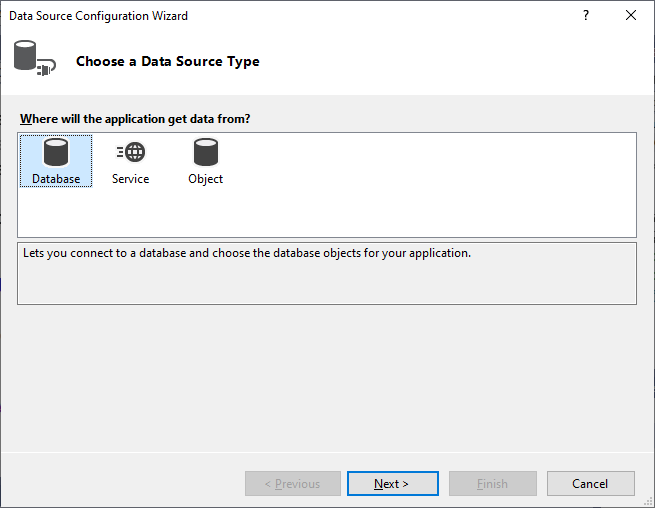 Data Source Configuration Wizard
?
Choose a Data Source Type
Where will the application get data from?
Database Service Object
Lets you connect to a database and choose the database objects for your application.
< Previous Next > Finish Cancel